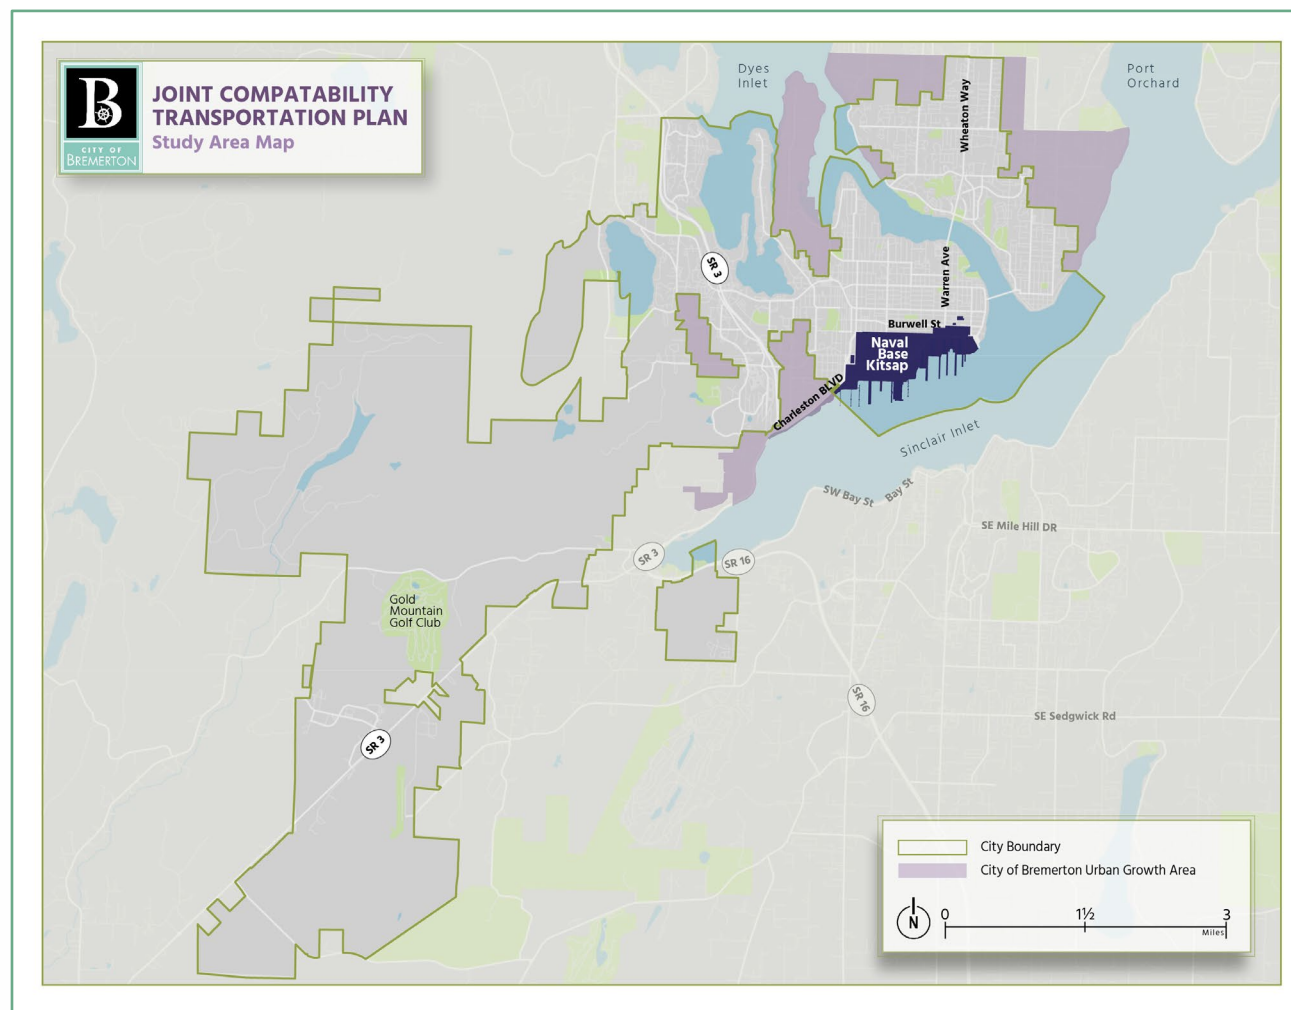 B
CITY OF
BREMERTON
JOINT COMPATABILITY
TRANSPORTATION PLAN
Study Area Map
Dyes
Inlet
Port
Orchard
Wheaton Way
SR 3
Warren Ave
Burwell St
Naval
Base
Kitsap
Charleston BLVD
Sinclair Inlet
SW Bay St
Bay St
SE Mile Hill DR
SR 3
SR 16
Gold
Mountain
Golf Club
SR 16
SE Sedgwick Rd
SR 3
City Boundary
City of Bremerton Urban Growth Area
N
0 1½ 3
Miles